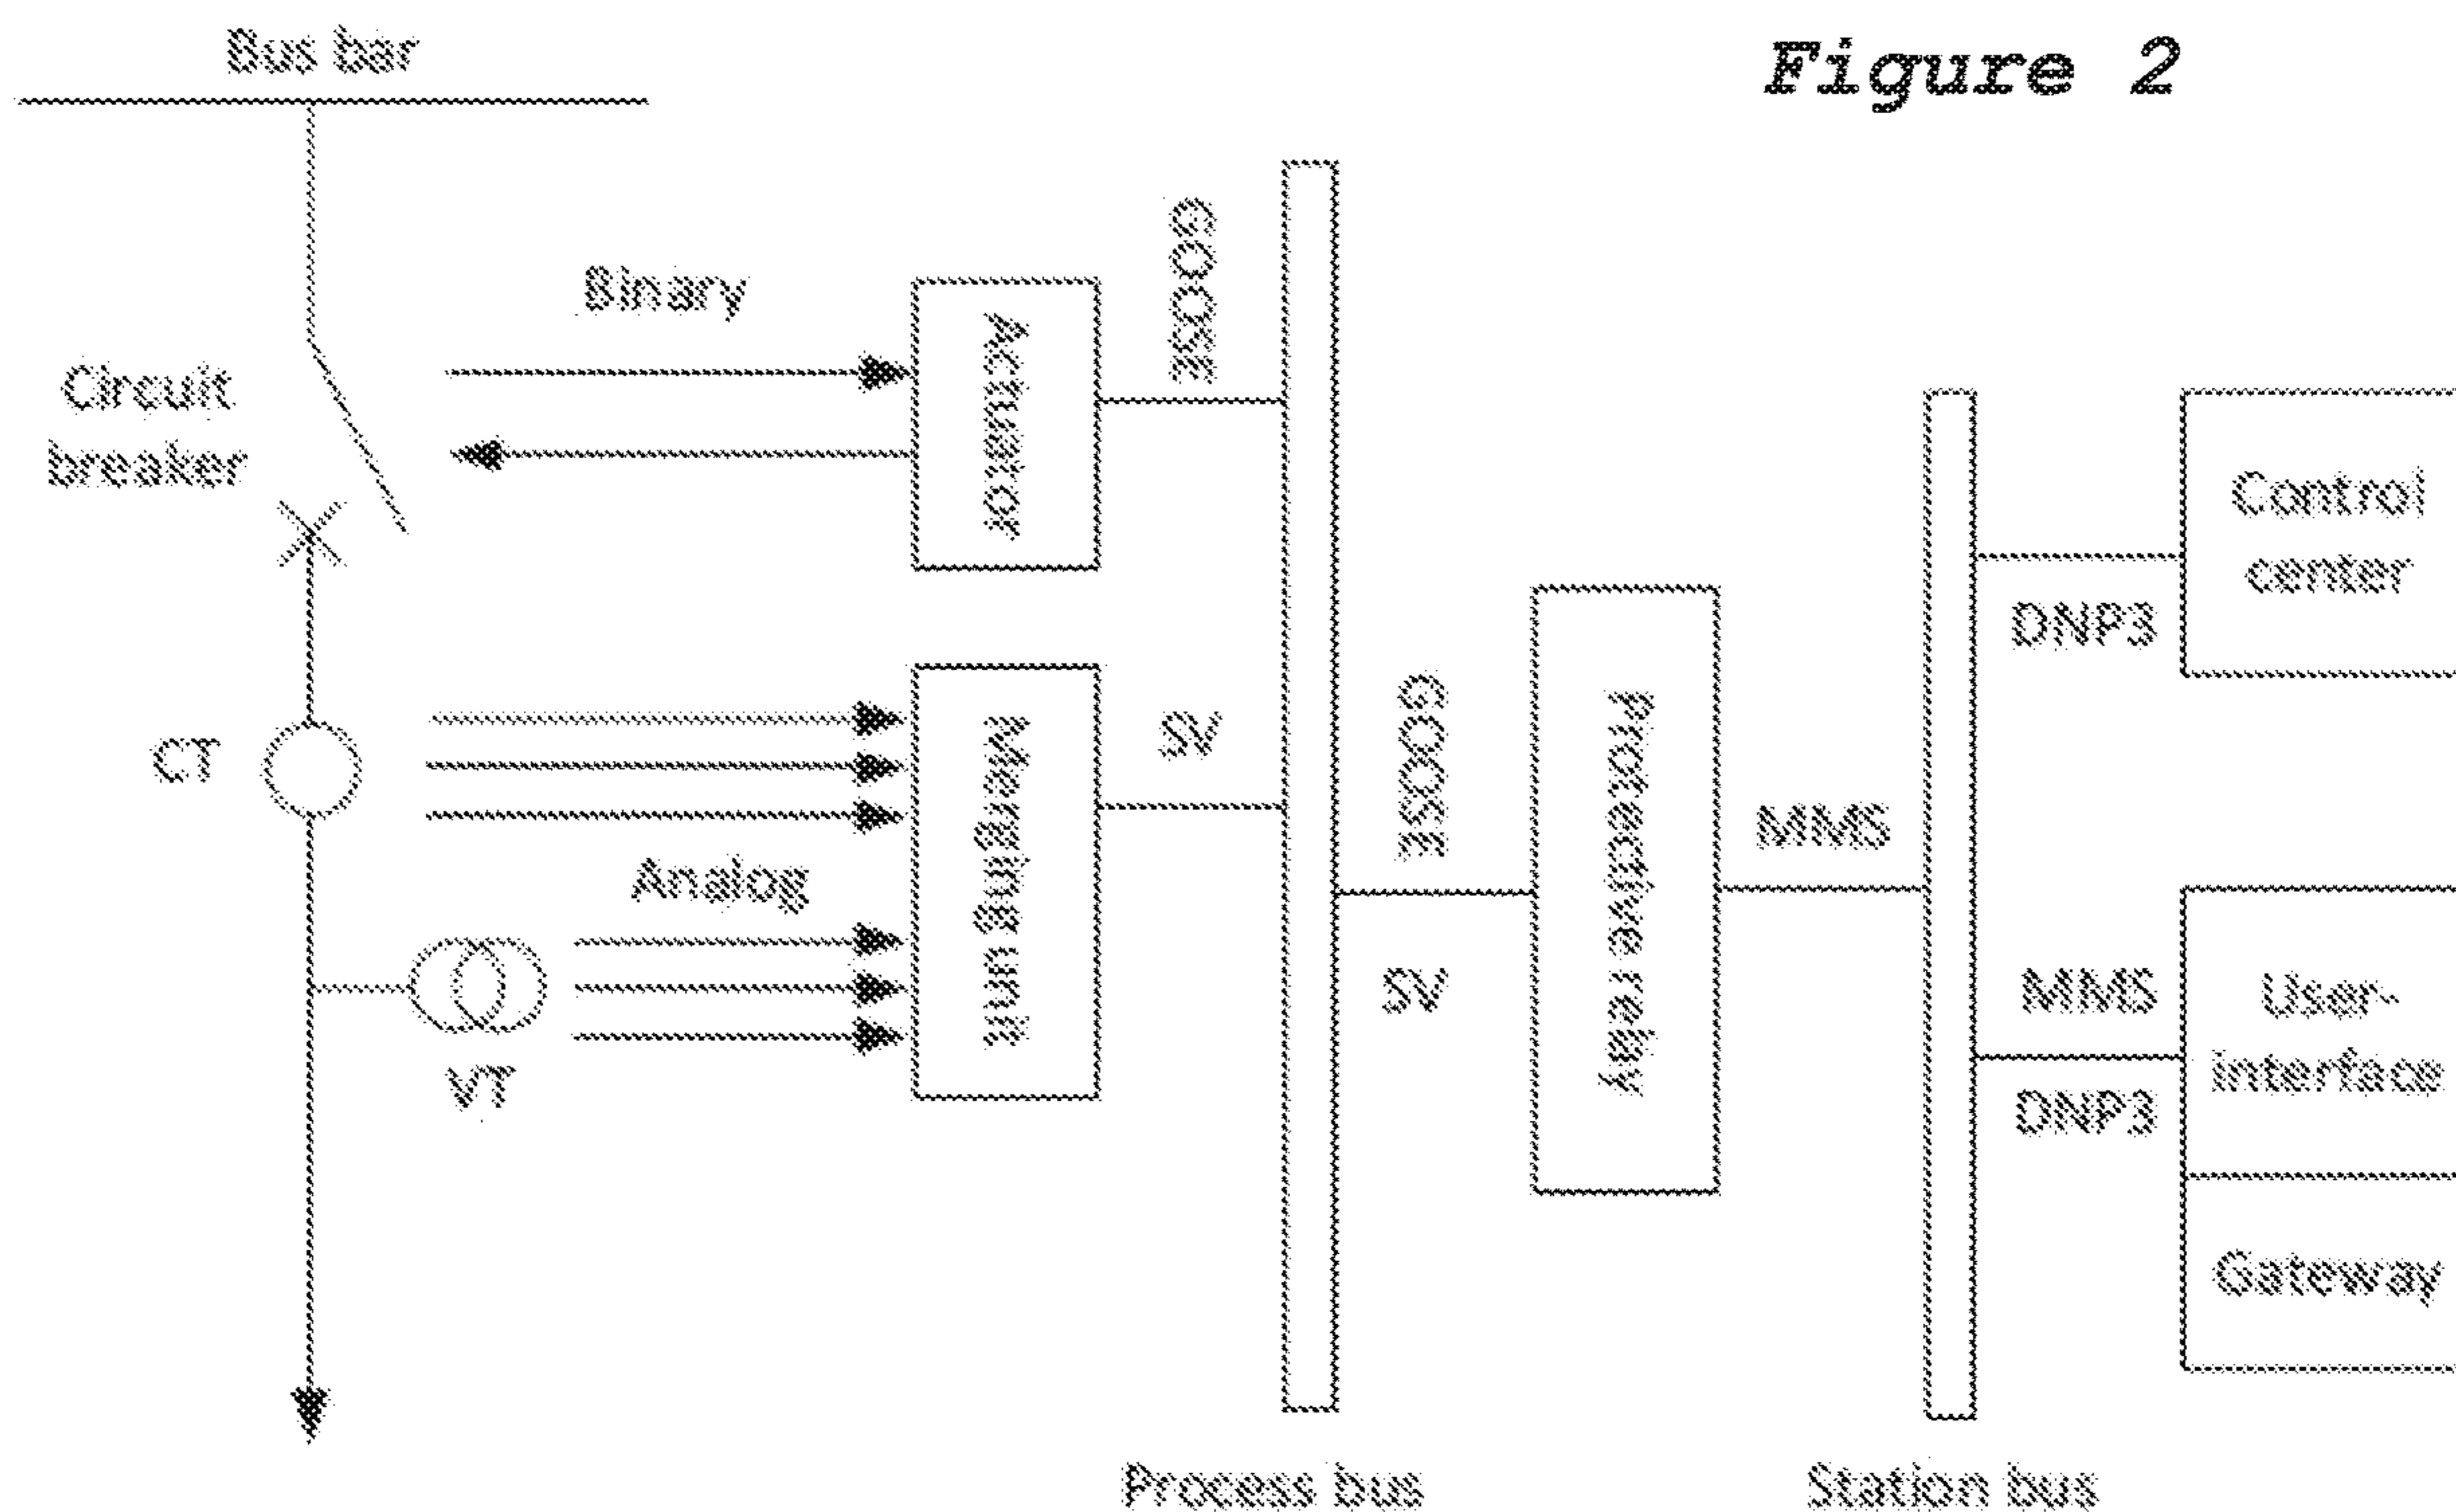 Bus bar
Figure 2
Binary
GOOSE
Circuit
breaker
Actuator
Control
center
DNP3
CT
SV
GOOSE
Merging unit
Protective relay
MMS
Analog
SV
MMS
User-
interface
VT
DNP3
Gateway
Process bus
Station bus